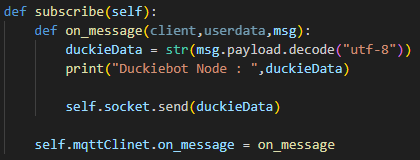 def subscribe(self):
    def on_message(client,userdata,msg):
        duckieData = str(msg.payload.decode("utf-8"))
        print("Duckiebot Node : ",duckieData)
        self.socket.send(duckieData)
    self.mqttClinet.on_message = on_message